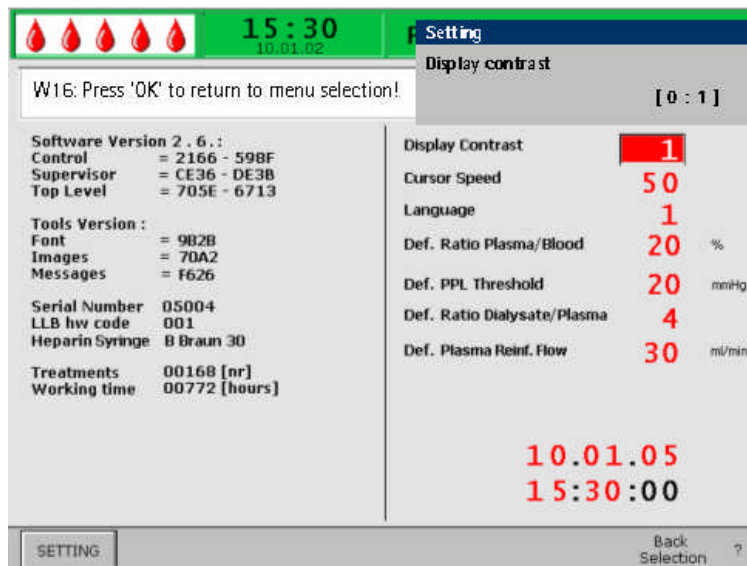 15:30
10.01.02
Setting
Display contrast
[0:1]
W16: Press 'OK' to return to menu selection!
Software Version 2.6.:
Control = 2166 - 598F
Supervisor = CE36 - DE3B
Top Level = 705E - 6713
Tools Version :
Font = 9B2B
Images = 70A2
Messages = F626
Serial Number 05004
LLB hw code 001
Heparin Syringe B Braun 30
Treatments 00168 [nr]
Working time 00772 [hours]
Display Contrast 1
Cursor Speed 50
Language 1
Def. Ratio Plasma/Blood 20 %
Def. PPL Threshold 20 mmHg
Def. Ratio Dialysate/Plasma 4
Def. Plasma Reinf. Flow 30 ml/min
10.01.05
15:30:00
SETTING
Back
Selection
?